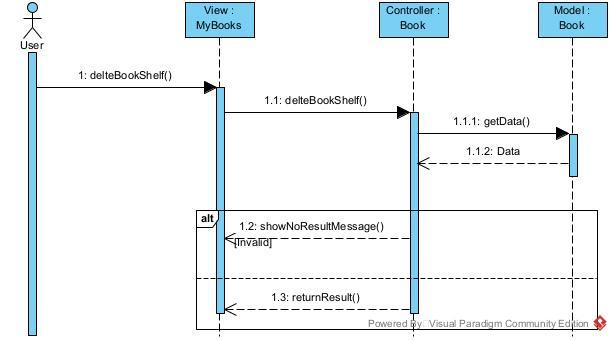 View :
MyBooks
Controller :
Book
Model :
Book
User
1: delteBookShelf()
1.1: delteBookShelf()
1.1.1: getData()
1.1.2: Data
alt
1.2: showNoResultMessage()
[Invalid]
1.3: returnResult()
Powered By: Visual Paradigm Community Edition